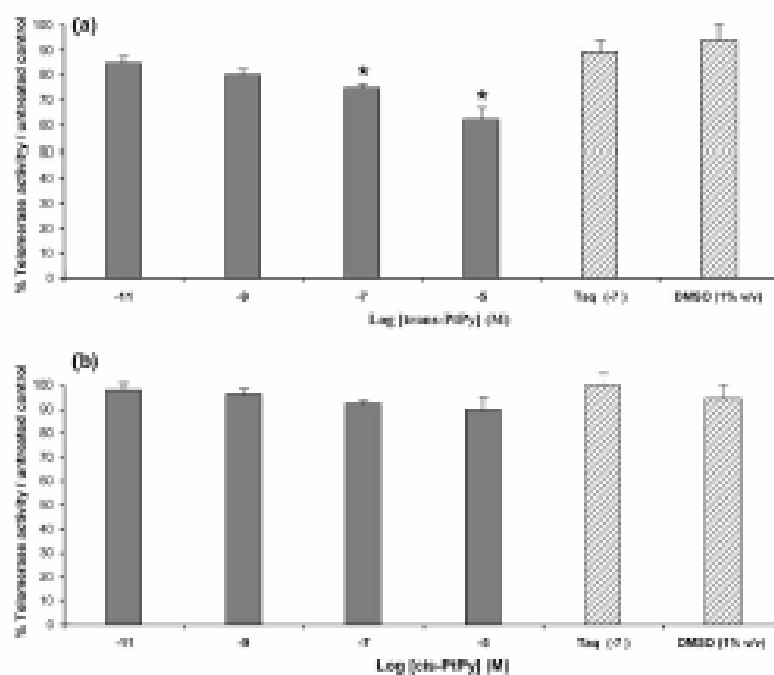 (a)
% Telomerase activity / untreated control
100
90
80
70
60
50
40
30
20
10
0
* *
-11 -9 -7 -5 Taq (-7) DMSO (1% v/v)
Log [trans-PtPy] (M)
(b)
% Telomerase activity / untreated control
100
90
80
70
60
50
40
30
20
10
0
-11 -9 -7 -5 Taq (-7) DMSO (1% v/v)
Log [cis-PtPy] (M)